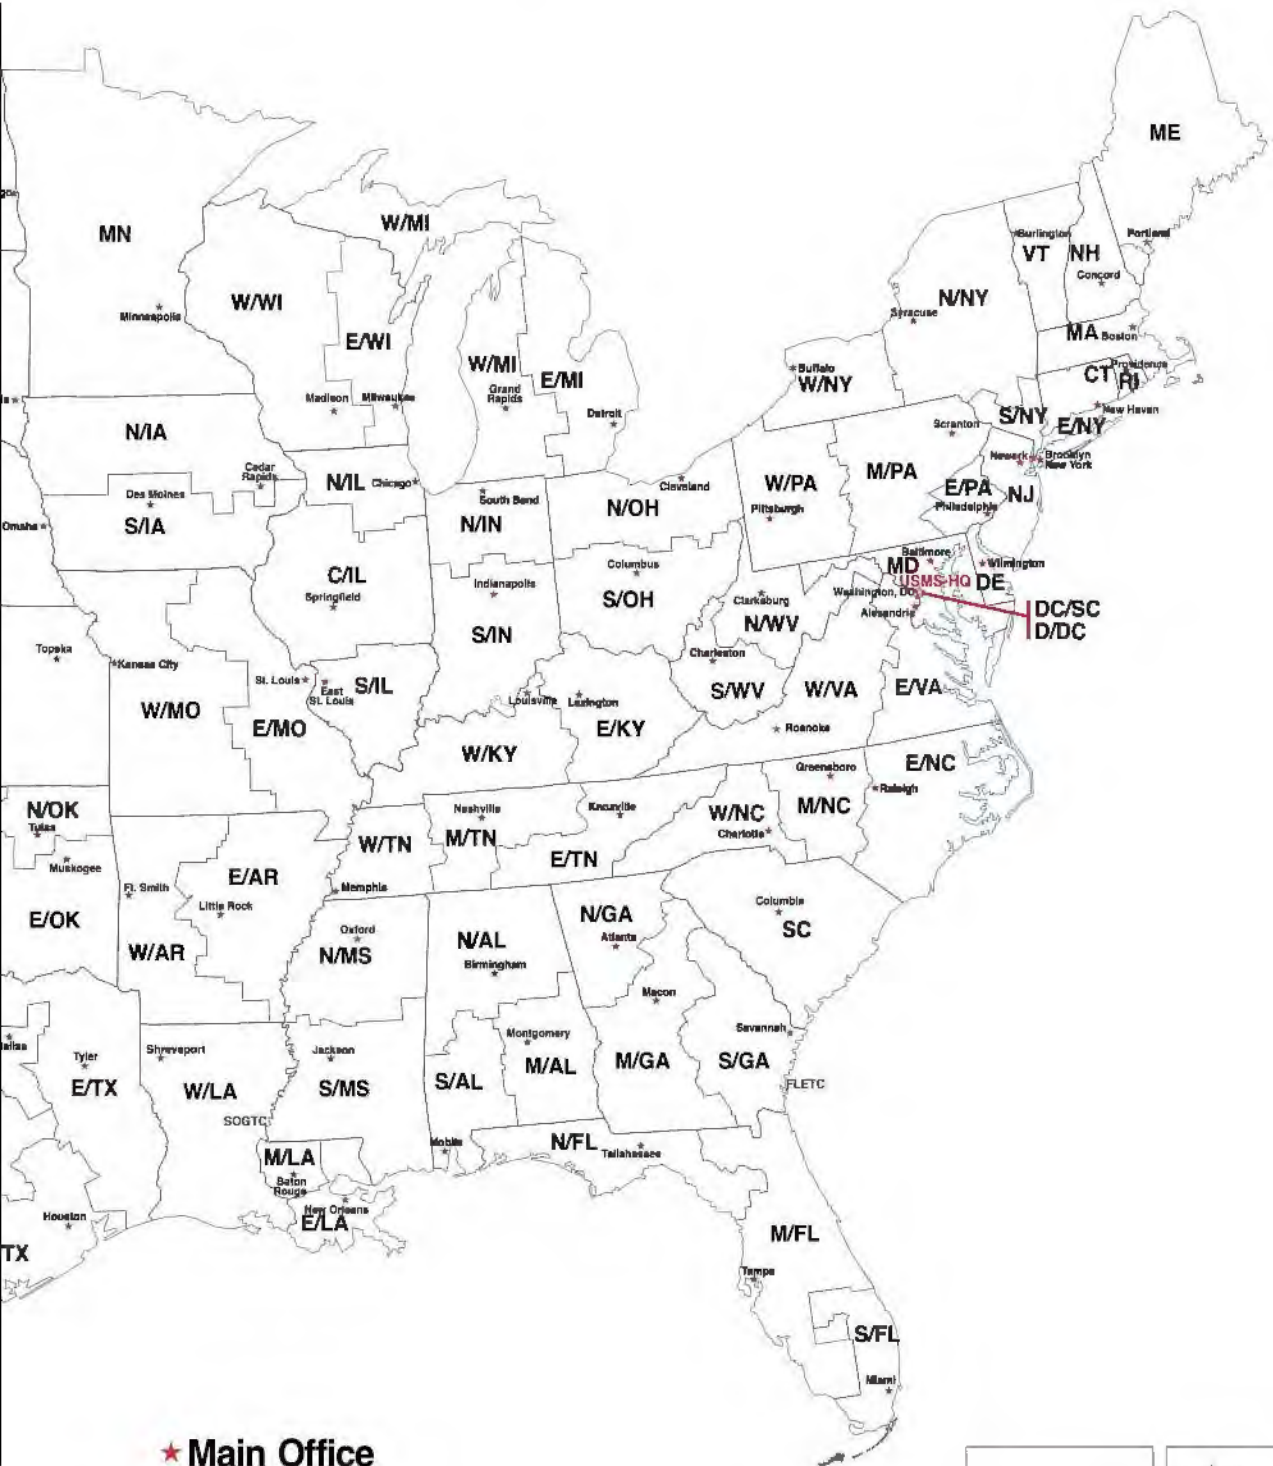 ME
W/MI
MN
Burlington
VT
NH
Portland
Concord
W/WI
N/NY
Syracuse
Minneapolis
E/WI
MA Boston
W/MI
Grand
Rapids
E/MI
Buffalo
W/NY
Providence
CT
RI
Madison
Milwaukee
New Haven
Detroit
S/NY
E/NY
N/IA
Scranton
Newark
Brooklyn
New York
Cedar
Rapids
N/IL
Chicago
M/PA
W/PA
Cleveland
E/PA
NJ
Des Moines
South Bend
N/OH
Pittsburgh
Philadelphia
Omaha
S/IA
N/IN
Baltimore
MD
Wilmington
C/IL
Columbus
Indianapolis
USMS-HQ
DE
Springfield
S/OH
Clarksburg
Washington, DC
DC/SC
Alexandria
N/WV
D/DC
S/IN
Topeka
Kansas City
Charleston
St. Louis
East
St. Louis
S/IL
S/WV
W/VA
E/VA
Louisville
Lexington
W/MO
E/MO
E/KY
Roanoke
W/KY
Greensboro
E/NC
N/OK
Tulsa
Nashville
Knoxville
W/NC
M/NC
Raleigh
W/TN
M/TN
Charlotte
Muskogee
E/TN
E/AR
Ft. Smith
Memphis
Little Rock
Columbia
E/OK
Oxford
N/GA
Atlanta
SC
W/AR
N/MS
N/AL
Birmingham
Macon
Savannah
Montgomery
Tyler
Shreveport
Jackson
E/TX
W/LA
S/MS
S/AL
M/AL
M/GA
S/GA
FLETC
SOGTC
Mobile
N/FL
Tallahassee
M/LA
Baton
Rouge
New Orleans
E/LA
Houston
TX
M/FL
Tampa
S/FL
Miami
Main Office